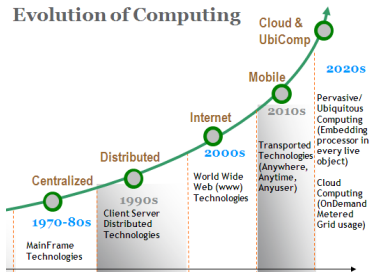 Evolution of Computing
Cloud &
UbiComp
2020s
Mobile
2010s
Internet
2000s
Distributed
1990s
Centralized
1970-80s
MainFrame
Technologies
Client Server
Distributed
Technologies
World Wide
Web (www)
Technologies
Transported
Technologies
(Anywhere,
Anytime,
Anyuser)
Pervasive/
Ubiquitous
Computing
(Embedding
processor in
every live
object)
Cloud
Computing
(OnDemand
Metered
Grid usage)